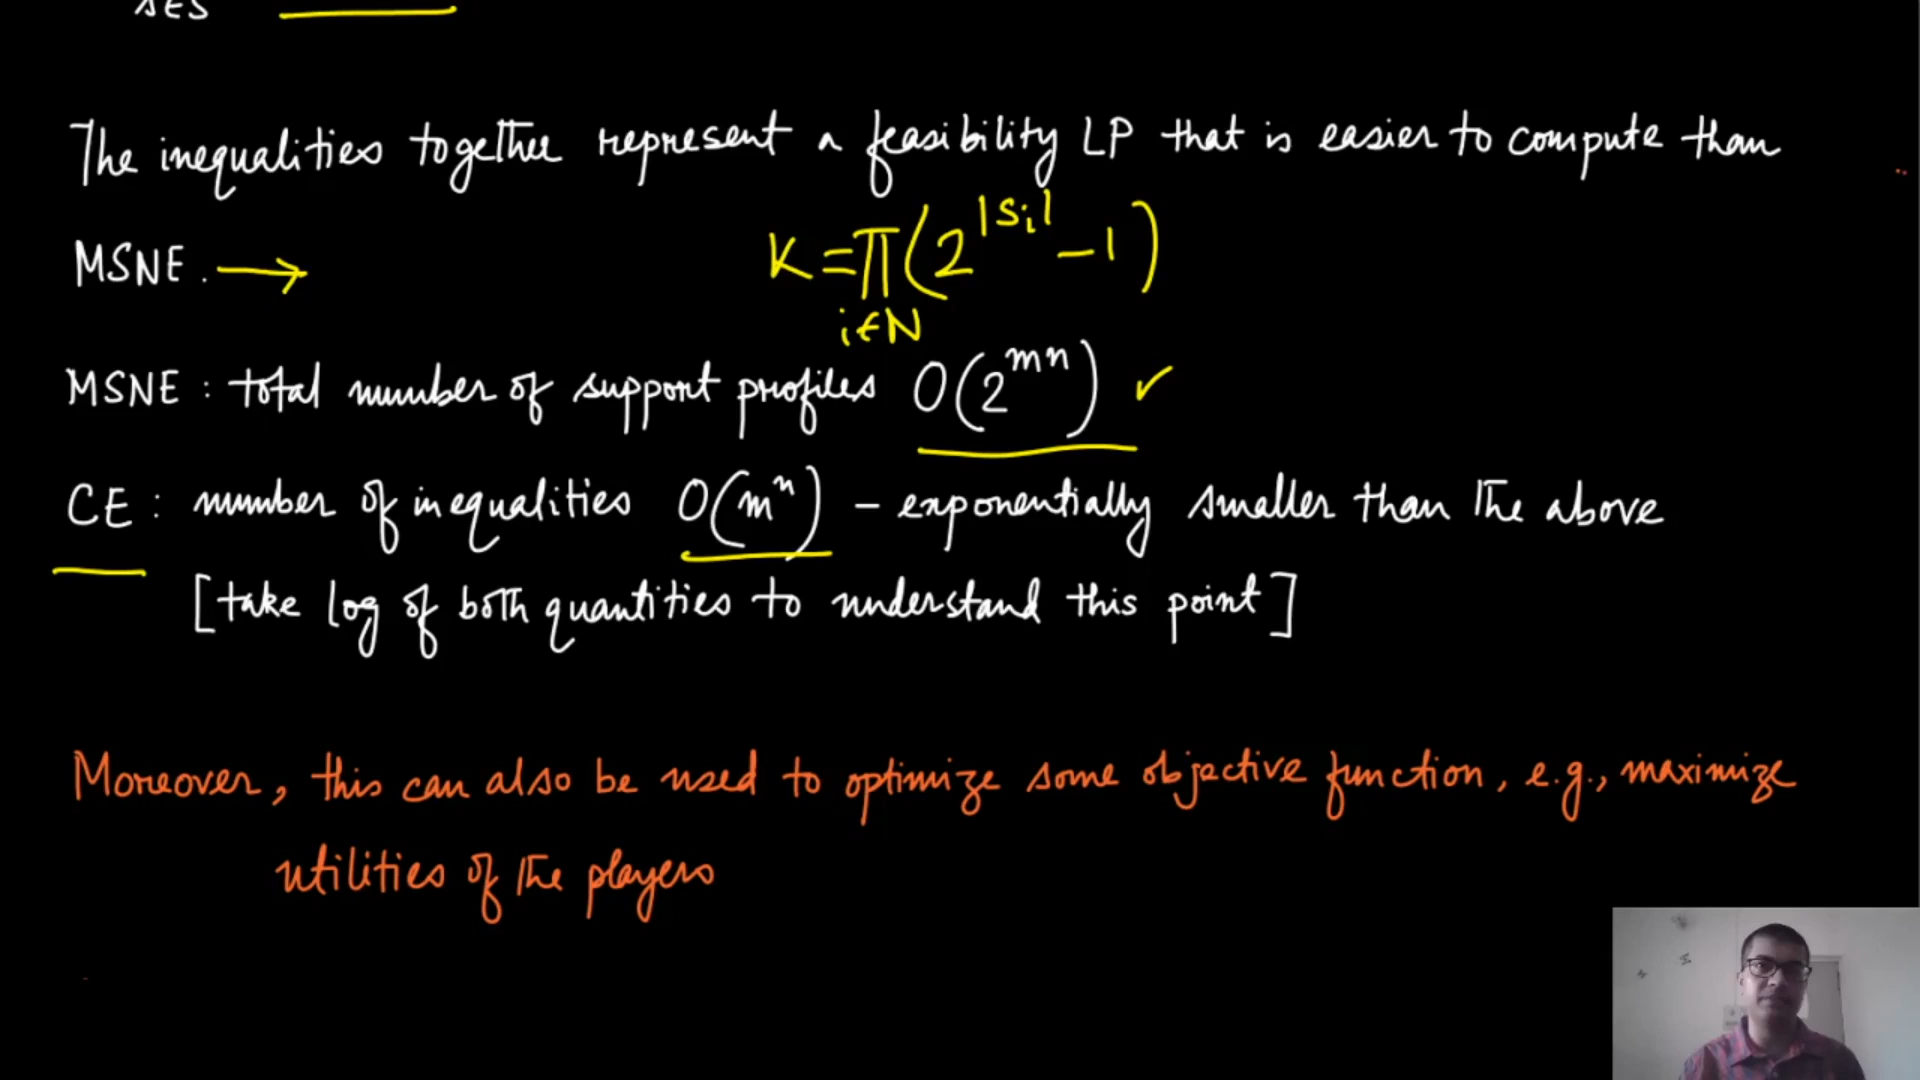 s∈S
The inequalities together represent a feasibility LP that is easier to compute than
MSNE. → K = π (2^|Si| - 1)
i∈N
MSNE : total number of support profiles O(2^mn) ✓
CE : number of inequalities O(m^n) - exponentially smaller than the above
[take log of both quantities to understand this point]
Moreover, this can also be used to optimize some objective function, e.g., maximize
utilities of the players